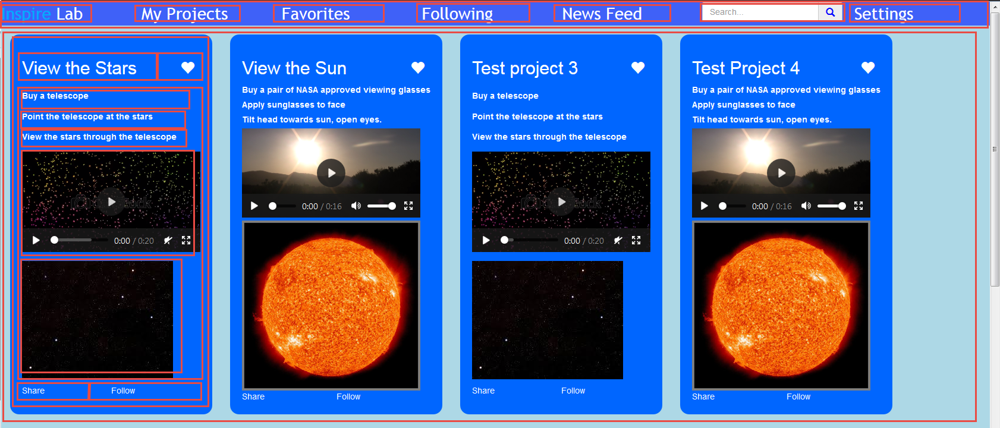 Inspire Lab My Projects Favorites Following News Feed Search... Settings
View the Stars
Buy a telescope
Point the telescope at the stars
View the stars through the telescope
0:00 / 0:20
Share Follow
View the Sun
Buy a pair of NASA approved viewing glasses
Apply sunglasses to face
Tilt head towards sun, open eyes.
0:00 / 0:16
Share Follow
Test project 3
Buy a telescope
Point the telescope at the stars
View the stars through the telescope
0:00 / 0:20
Share Follow
Test Project 4
Buy a pair of NASA approved viewing glasses
Apply sunglasses to face
Tilt head towards sun, open eyes.
0:00 / 0:16
Share Follow